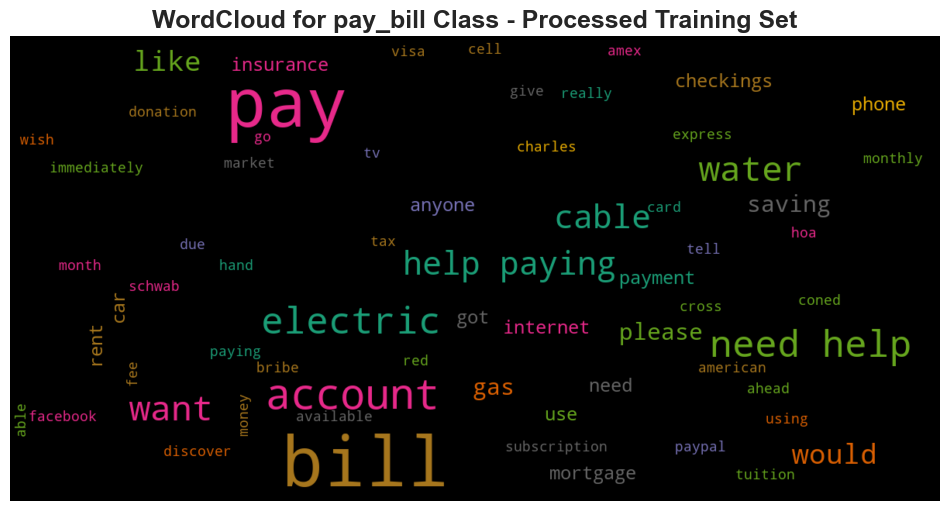 WordCloud for pay_bill Class - Processed Training Set
visa
cell
amex
like
insurance
checkings
pay
give
really
phone
donation
wish
go
express
charles
tv
market
immediately
monthly
water
anyone
cable
card
saving
hoa
due
tax
tell
month
hand
help paying
payment
schwab
car
cross
coned
electric
got
internet
please
need help
rent
paying
bribe
red
american
fee
account
gas
need
ahead
want
available
use
using
able
facebook
money
bill
discover
subscription
paypal
would
mortgage
tuition